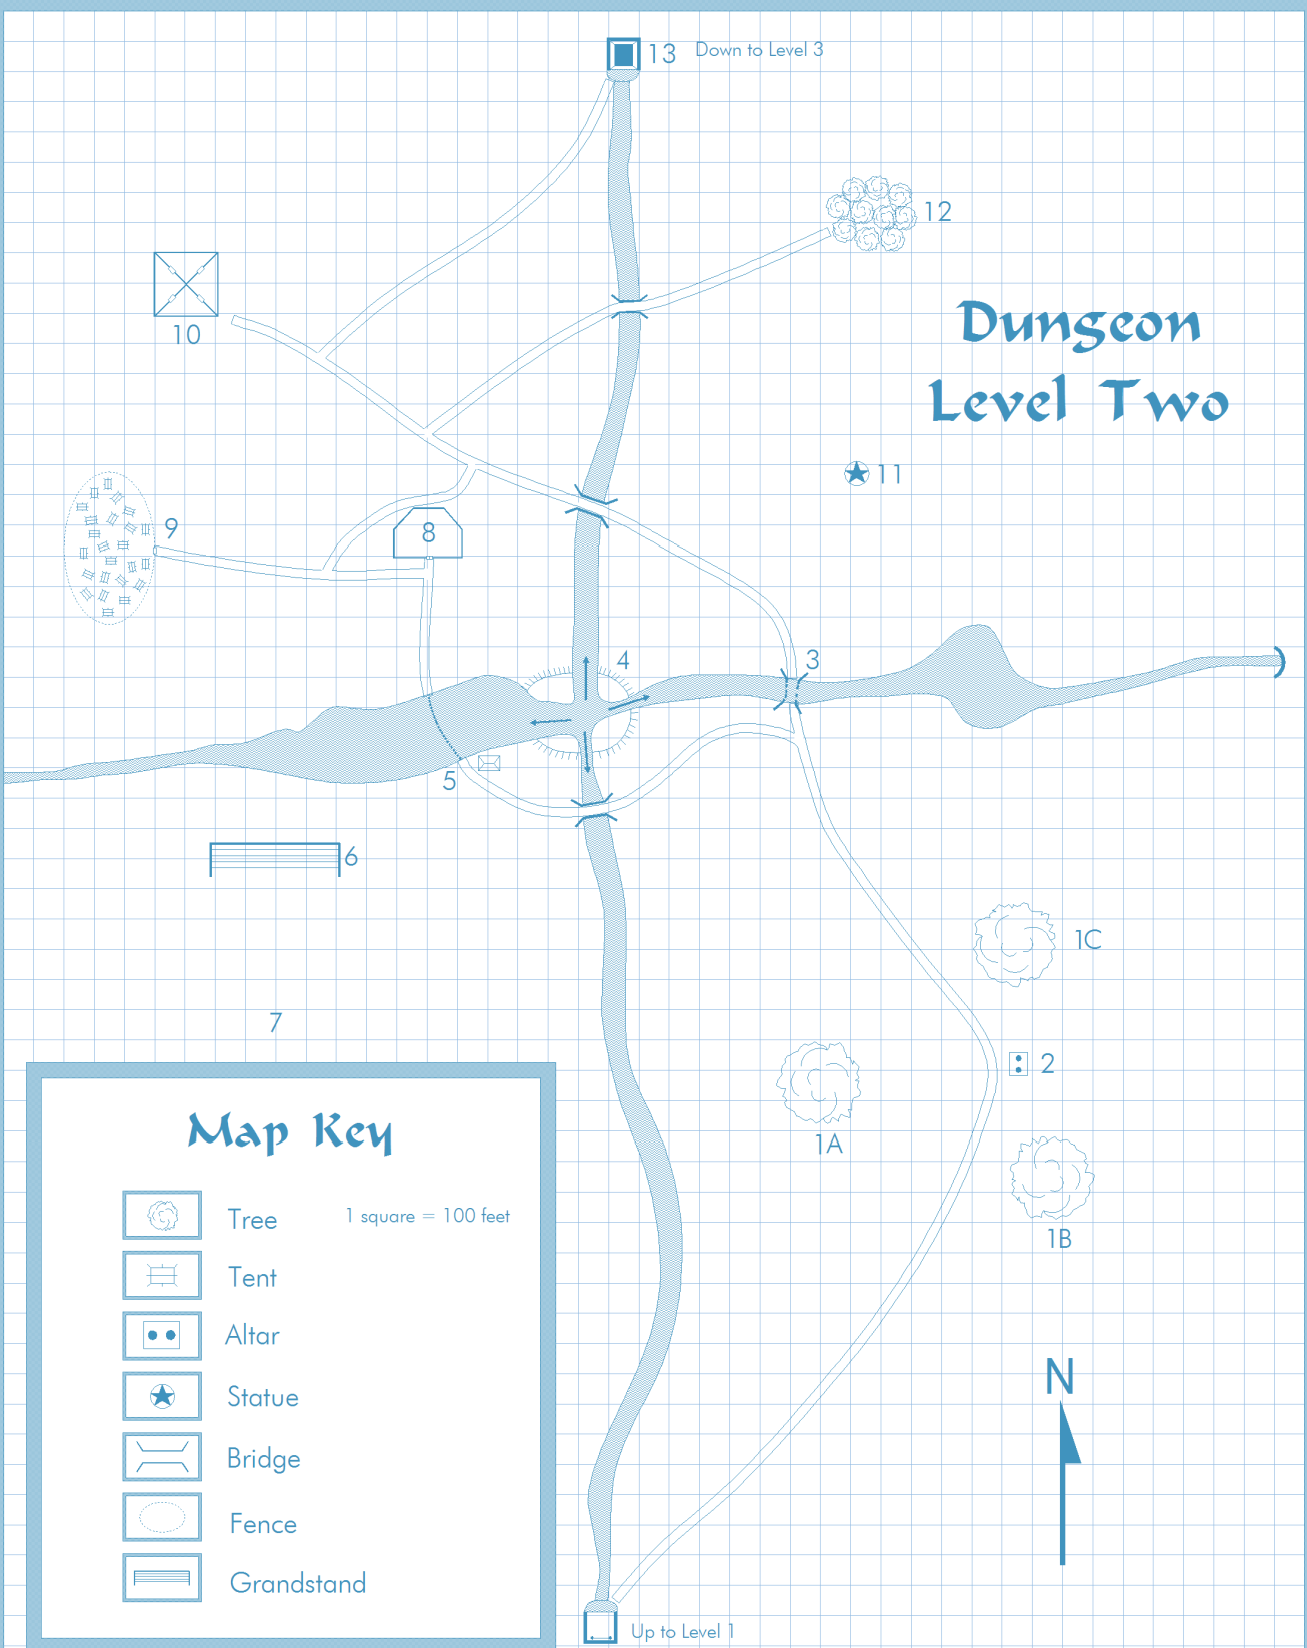 13 Down to Level 3
12
10
Dungeon
Level Two
11
9
8
4
3
5
6
1C
7
2
1A
1B
Map Key
Tree
1 square = 100 feet
Tent
Altar
Statue
Bridge
Fence
Grandstand
N
Up to Level 1